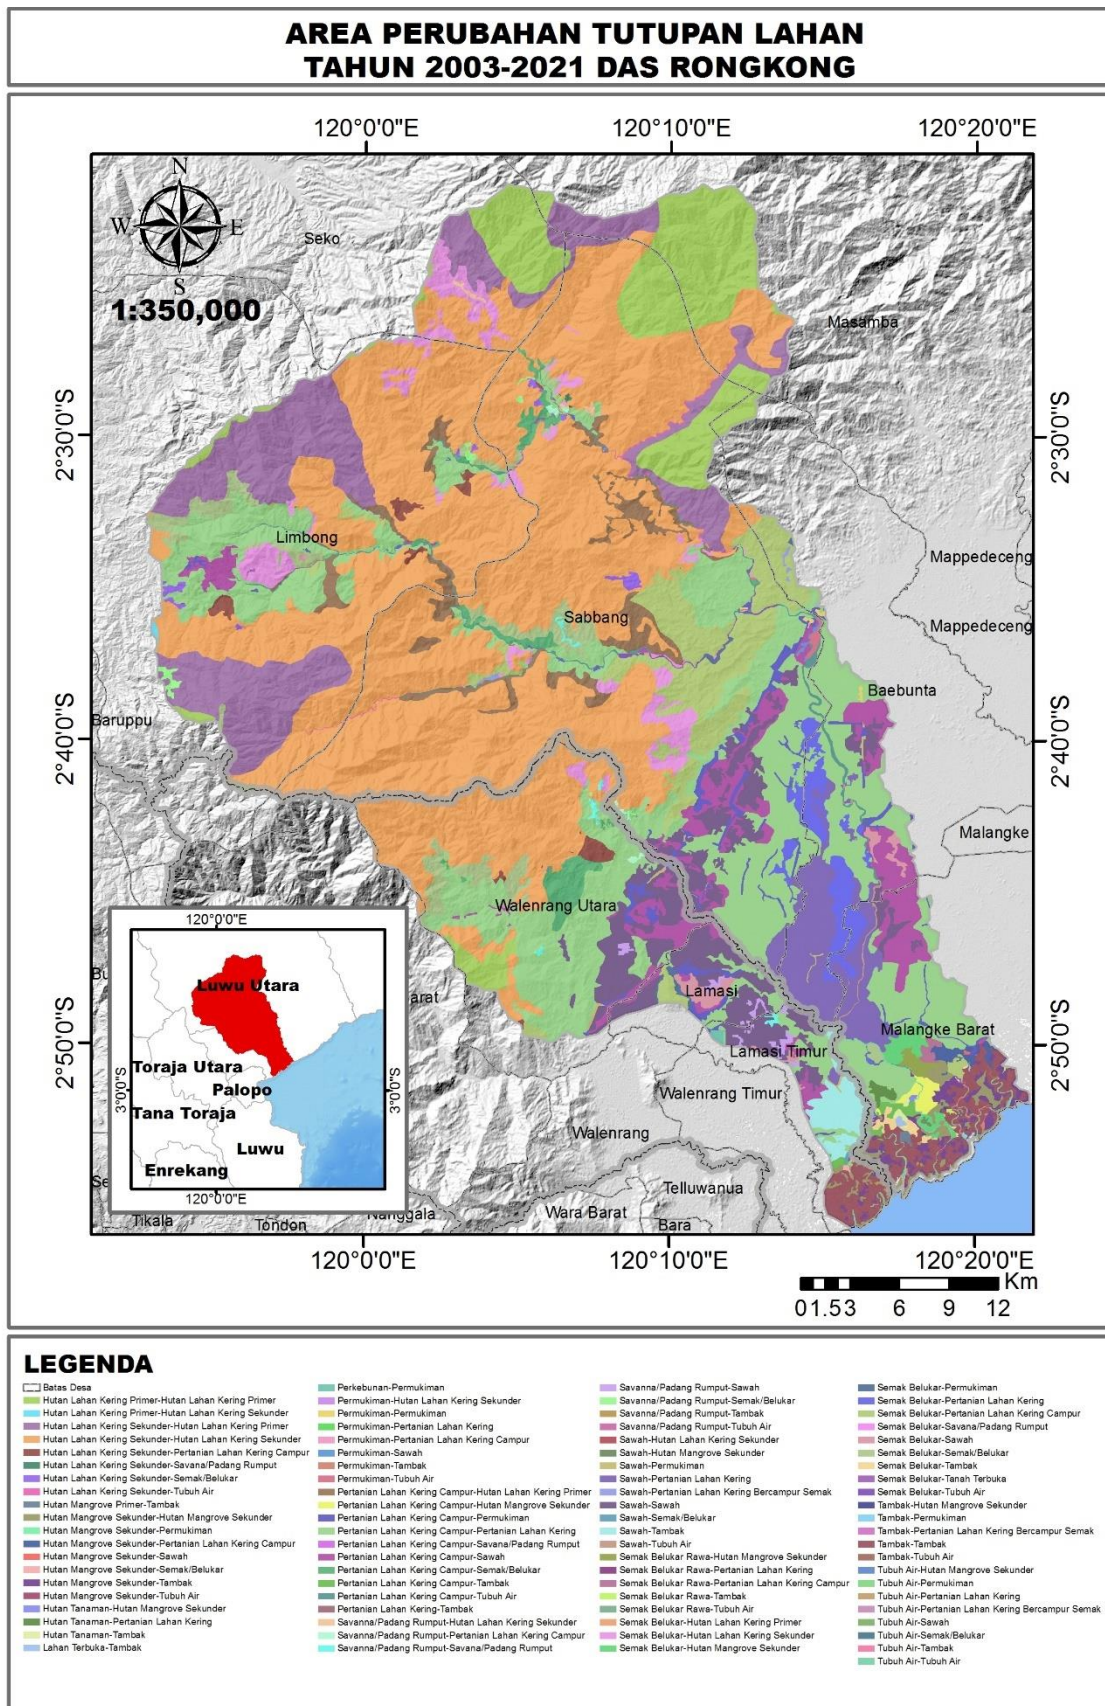 AREA PERUBAHAN TUTUPAN LAHAN
TAHUN 2003-2021 DAS RONGKONG
120°0'0"E
120°10'0"E
120°20'0"E
N
W
E
S
1:350,000
Seko
Masamba
2°30'0"S
2°30'0"S
Limbong
Mappedeceng
Sabbang
Mappedeceng
Baebunta
Baruppu
2°40'0"S
2°40'0"S
Malangke
Walenrang Utara
arat
Lamasi
Malangke Barat
Lamasi Timur
2°50'0"S
2°50'0"S
Walenrang Timur
Walenrang
Telluwanua
Wara Barat
Bara
Nanggala
Tikala
Tondon
120°0'0"E
Luwu Utara
Toraja Utara
Palopo
Tana Toraja
Luwu
Enrekang
3°0'0"S
3°0'0"S
120°0'0"E
120°0'0"E
120°10'0"E
120°20'0"E
Km
0 1.5 3 6 9 12
LEGENDA
Batas Desa
Hutan Lahan Kering Primer-Hutan Lahan Kering Primer
Hutan Lahan Kering Primer-Hutan Lahan Kering Sekunder
Hutan Lahan Kering Sekunder-Hutan Lahan Kering Primer
Hutan Lahan Kering Sekunder-Hutan Lahan Kering Sekunder
Hutan Lahan Kering Sekunder-Pertanian Lahan Kering Campur
Hutan Lahan Kering Sekunder-Savana/Padang Rumput
Hutan Lahan Kering Sekunder-Semak/Belukar
Hutan Lahan Kering Sekunder-Tubuh Air
Hutan Mangrove Primer-Tambak
Hutan Mangrove Sekunder-Hutan Mangrove Sekunder
Hutan Mangrove Sekunder-Permukiman
Hutan Mangrove Sekunder-Pertanian Lahan Kering Campur
Hutan Mangrove Sekunder-Sawah
Hutan Mangrove Sekunder-Semak/Belukar
Hutan Mangrove Sekunder-Tambak
Hutan Mangrove Sekunder-Tubuh Air
Hutan Tanaman-Hutan Mangrove Sekunder
Hutan Tanaman-Pertanian Lahan Kering
Hutan Tanaman-Tambak
Lahan Terbuka-Tambak
Perkebunan-Permukiman
Permukiman-Hutan Lahan Kering Sekunder
Permukiman-Permukiman
Permukiman-Pertanian Lahan Kering
Permukiman-Pertanian Lahan Kering Campur
Permukiman-Sawah
Permukiman-Tambak
Permukiman-Tubuh Air
Pertanian Lahan Kering Campur-Hutan Lahan Kering Primer
Pertanian Lahan Kering Campur-Hutan Mangrove Sekunder
Pertanian Lahan Kering Campur-Permukiman
Pertanian Lahan Kering Campur-Pertanian Lahan Kering
Pertanian Lahan Kering Campur-Savana/Padang Rumput
Pertanian Lahan Kering Campur-Sawah
Pertanian Lahan Kering Campur-Semak/Belukar
Pertanian Lahan Kering Campur-Tambak
Pertanian Lahan Kering Campur-Tubuh Air
Pertanian Lahan Kering-Tambak
Savanna/Padang Rumput-Hutan Lahan Kering Sekunder
Savanna/Padang Rumput-Pertanian Lahan Kering Campur
Savanna/Padang Rumput-Savana/Padang Rumput
Savanna/Padang Rumput-Sawah
Savanna/Padang Rumput-Semak/Belukar
Savanna/Padang Rumput-Tambak
Savanna/Padang Rumput-Tubuh Air
Sawah-Hutan Lahan Kering Sekunder
Sawah-Hutan Mangrove Sekunder
Sawah-Permukiman
Sawah-Pertanian Lahan Kering
Sawah-Pertanian Lahan Kering Bercampur Semak
Sawah-Sawah
Sawah-Semak/Belukar
Sawah-Tambak
Sawah-Tubuh Air
Semak Belukar Rawa-Hutan Mangrove Sekunder
Semak Belukar Rawa-Pertanian Lahan Kering
Semak Belukar Rawa-Pertanian Lahan Kering Campur
Semak Belukar Rawa-Tambak
Semak Belukar Rawa-Tubuh Air
Semak Belukar-Hutan Lahan Kering Primer
Semak Belukar-Hutan Lahan Kering Sekunder
Semak Belukar-Hutan Mangrove Sekunder
Semak Belukar-Permukiman
Semak Belukar-Pertanian Lahan Kering
Semak Belukar-Pertanian Lahan Kering Campur
Semak Belukar-Savana/Padang Rumput
Semak Belukar-Sawah
Semak Belukar-Semak/Belukar
Semak Belukar-Tambak
Semak Belukar-Tanah Terbuka
Semak Belukar-Tubuh Air
Tambak-Hutan Mangrove Sekunder
Tambak-Permukiman
Tambak-Pertanian Lahan Kering Bercampur Semak
Tambak-Tambak
Tambak-Tubuh Air
Tubuh Air-Hutan Mangrove Sekunder
Tubuh Air-Permukiman
Tubuh Air-Pertanian Lahan Kering
Tubuh Air-Pertanian Lahan Kering Bercampur Semak
Tubuh Air-Sawah
Tubuh Air-Semak/Belukar
Tubuh Air-Tambak
Tubuh Air-Tubuh Air